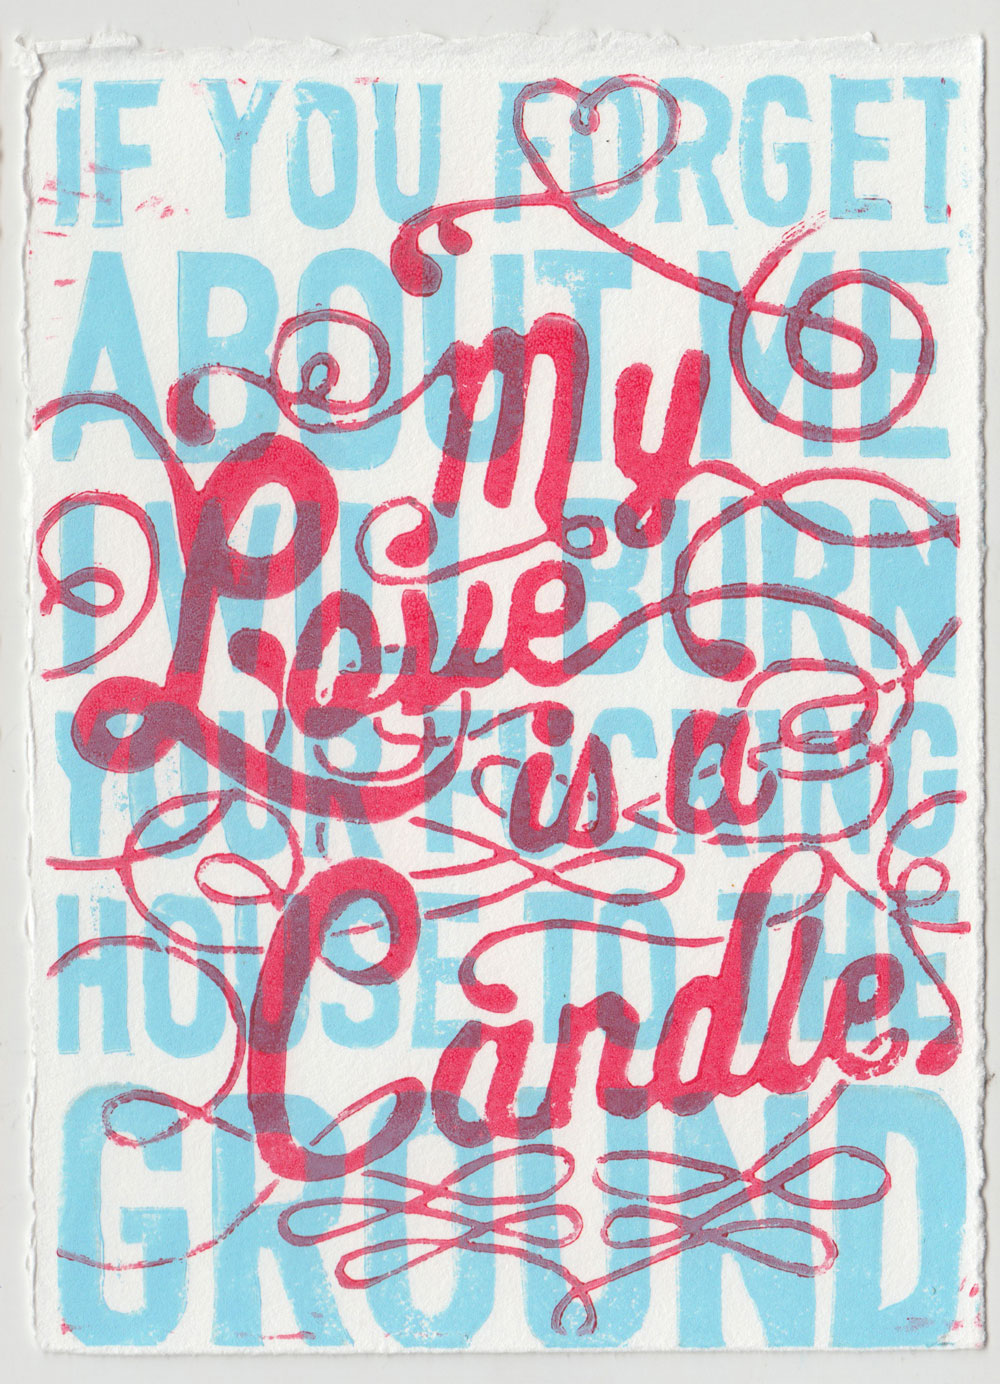 IF YOU FORGET
ABOUT ME
I WILL BURN
YOUR FUCKING
HOUSE TO THE
GROUND
My
Love
is a
Candle